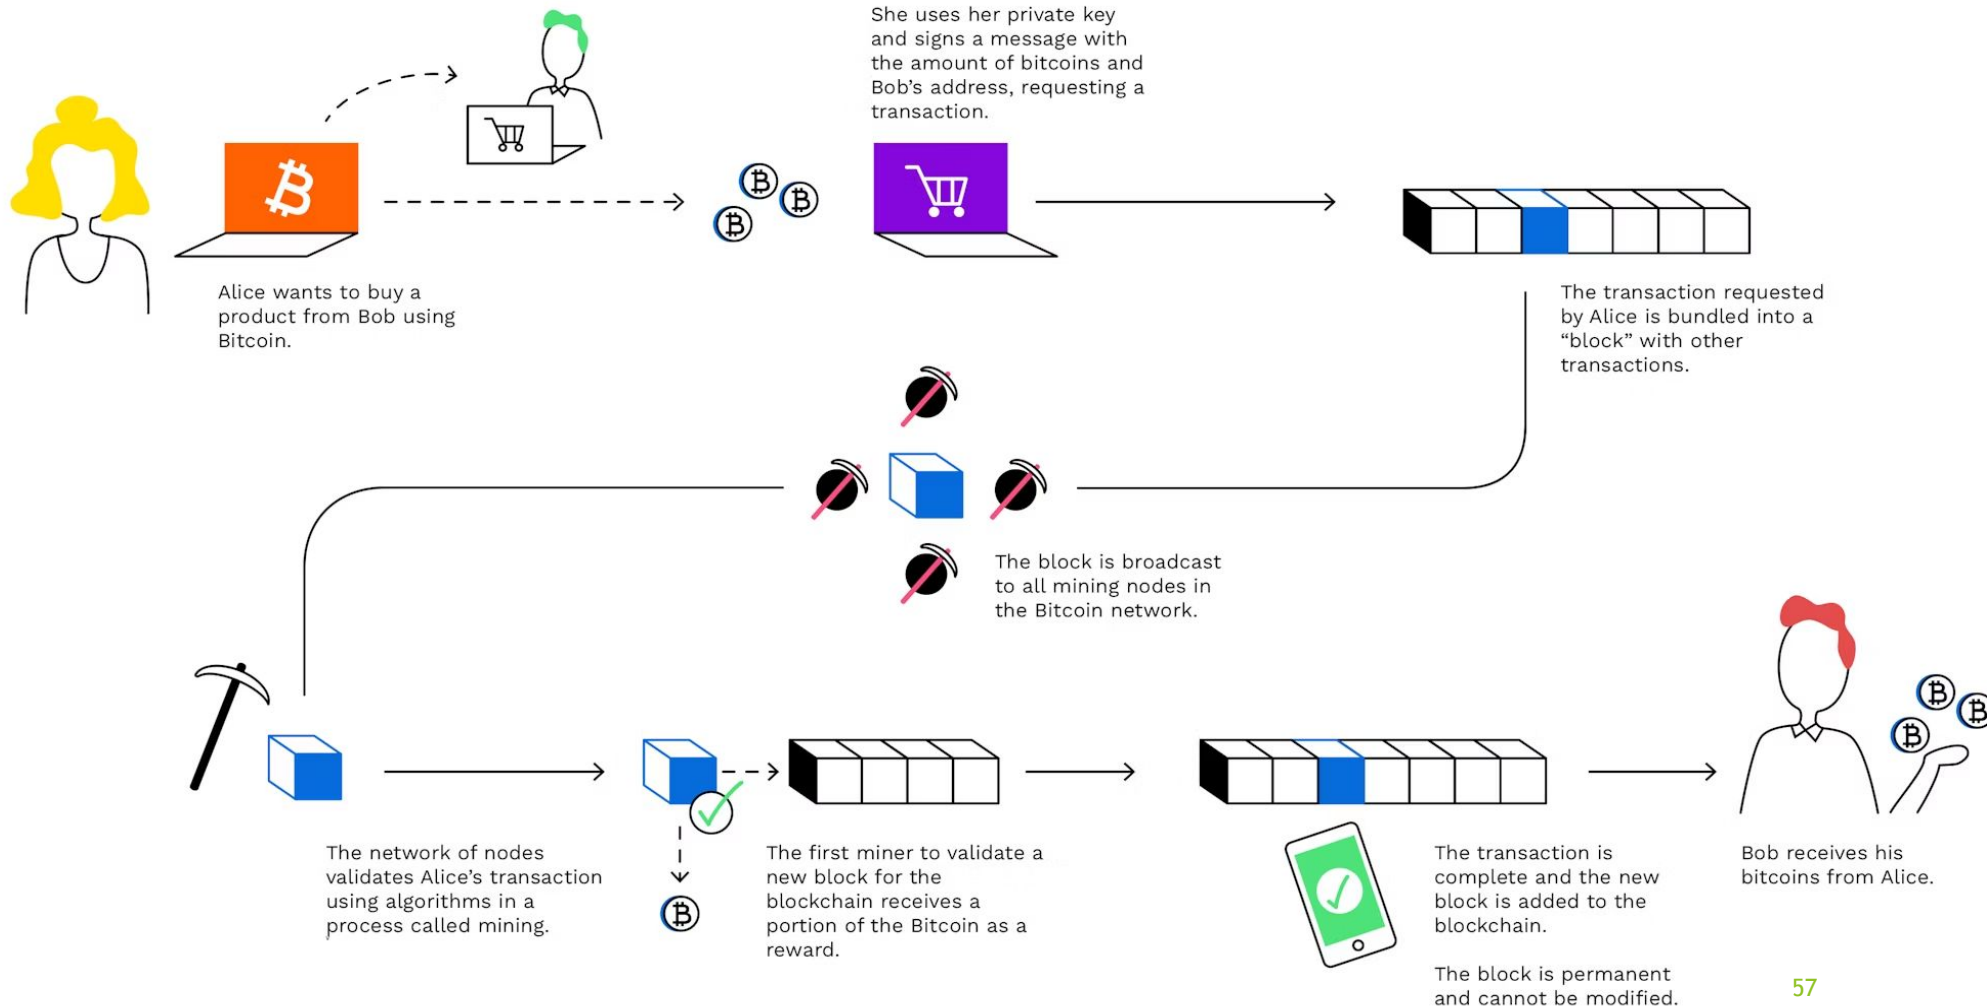 She uses her private key
and signs a message with
the amount of bitcoins and
Bob’s address, requesting a
transaction.
Alice wants to buy a
product from Bob using
Bitcoin.
The transaction requested
by Alice is bundled into a
“block” with other
transactions.
The block is broadcast
to all mining nodes in
the Bitcoin network.
The network of nodes
validates Alice’s transaction
using algorithms in a
process called mining.
The first miner to validate a
new block for the
blockchain receives a
portion of the Bitcoin as a
reward.
The transaction is
complete and the new
block is added to the
blockchain.
The block is permanent
and cannot be modified.
Bob receives his
bitcoins from Alice.
57